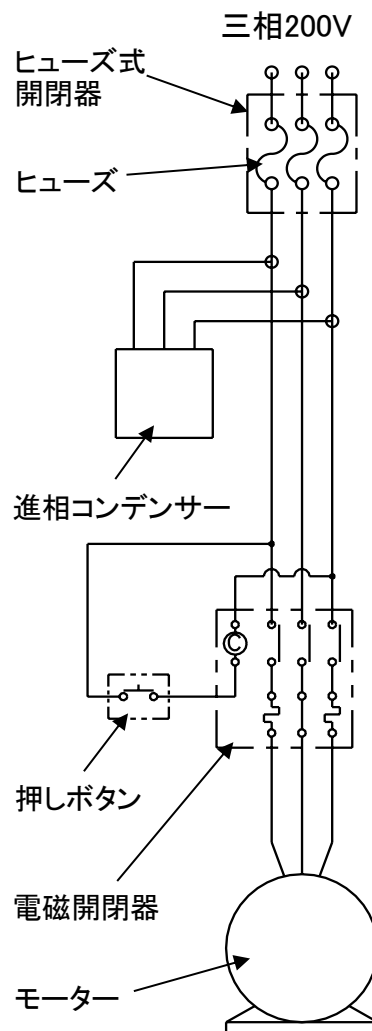 三相200V
ヒューズ式
開閉器
ヒューズ
進相コンデンサー
C
押しボタン
電磁開閉器
モーター